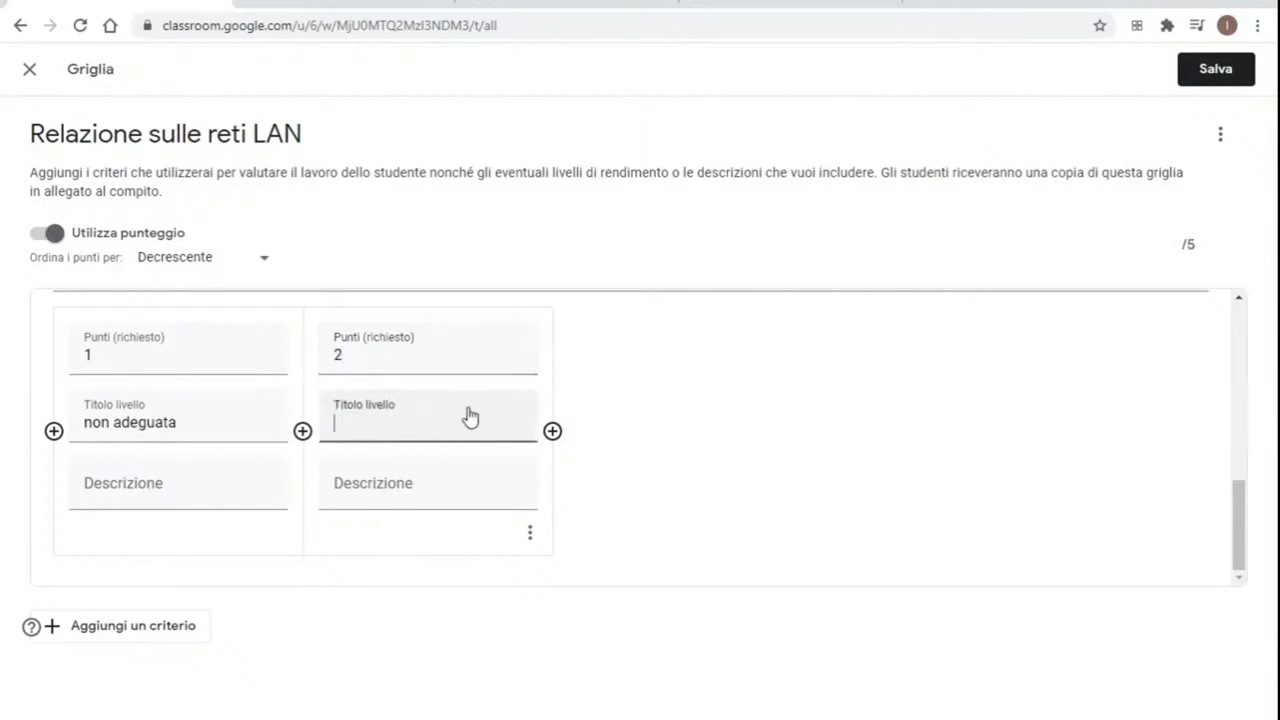 classroom.google.com/u/6/w/MjU0MTQ2MzI3NDM3/t/all
I
Griglia
Salva
Relazione sulle reti LAN
Aggiungi i criteri che utilizzerai per valutare il lavoro dello studente nonché gli eventuali livelli di rendimento o le descrizioni che vuoi includere. Gli studenti riceveranno una copia di questa griglia
in allegato al compito.
Utilizza punteggio
/5
Ordina i punti per: Decrescente
Punti (richiesto) Punti (richiesto)
1 2
Titolo livello Titolo livello
non adeguata
Descrizione Descrizione
Aggiungi un criterio